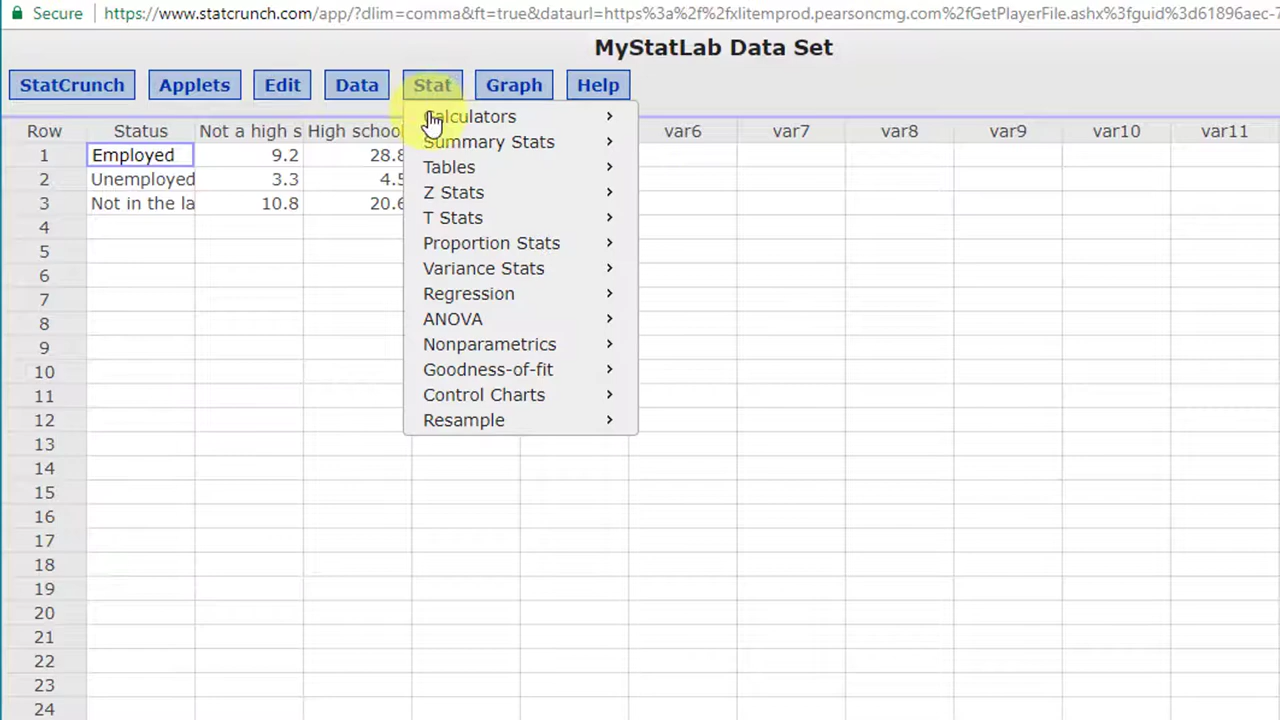 Secure https://www.statcrunch.com/app/?dlim=comma&ft=true&dataurl=https%3a%2f%2fxlitemprod.pearsoncmg.com%2fGetPlayerFile.ashx%3fguid%3d61896aec-7
MyStatLab Data Set
StatCrunch Applets Edit Data Stat Graph Help
Row Status Not a high s High school var6 var7 var8 var9 var10 var11
1 Employed 9.2 28.8
2 Unemployed 3.3 4.5
3 Not in the la 10.8 20.6
4
5
6
7
8
9
10
11
12
13
14
15
16
17
18
19
20
21
22
23
24
Calculators
Summary Stats
Tables
Z Stats
T Stats
Proportion Stats
Variance Stats
Regression
ANOVA
Nonparametrics
Goodness-of-fit
Control Charts
Resample